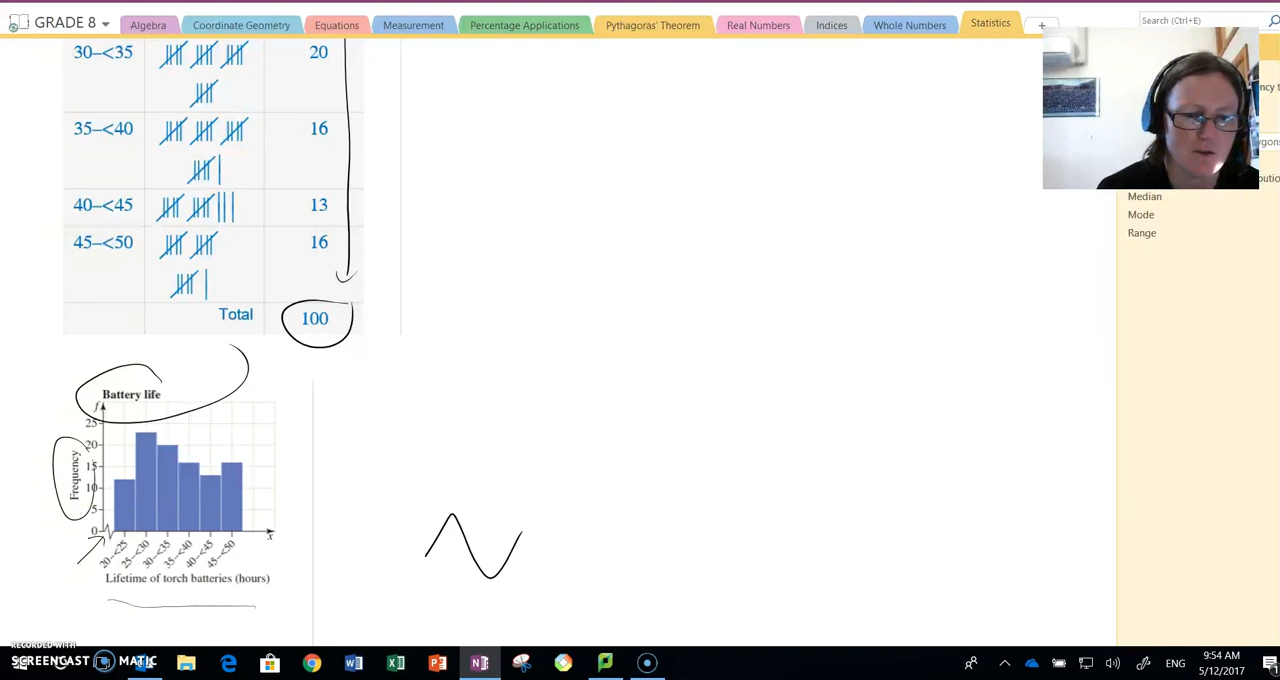 GRADE 8
Algebra
Coordinate Geometry
Equations
Measurement
Percentage Applications
Pythagoras' Theorem
Real Numbers
Indices
Whole Numbers
Statistics
Search (Ctrl+E)
30–<35 20
35–<40 16
40–<45 13
45–<50 16
Total 100
Median
Mode
Range
Battery life
f
25
20
15
10
5
0
Frequency
x
20–<25
25–<30
30–<35
35–<40
40–<45
45–<50
Lifetime of torch batteries (hours)
RECORDED WITH
SCREENCAST MATIC
ENG
9:54 AM
5/12/2017